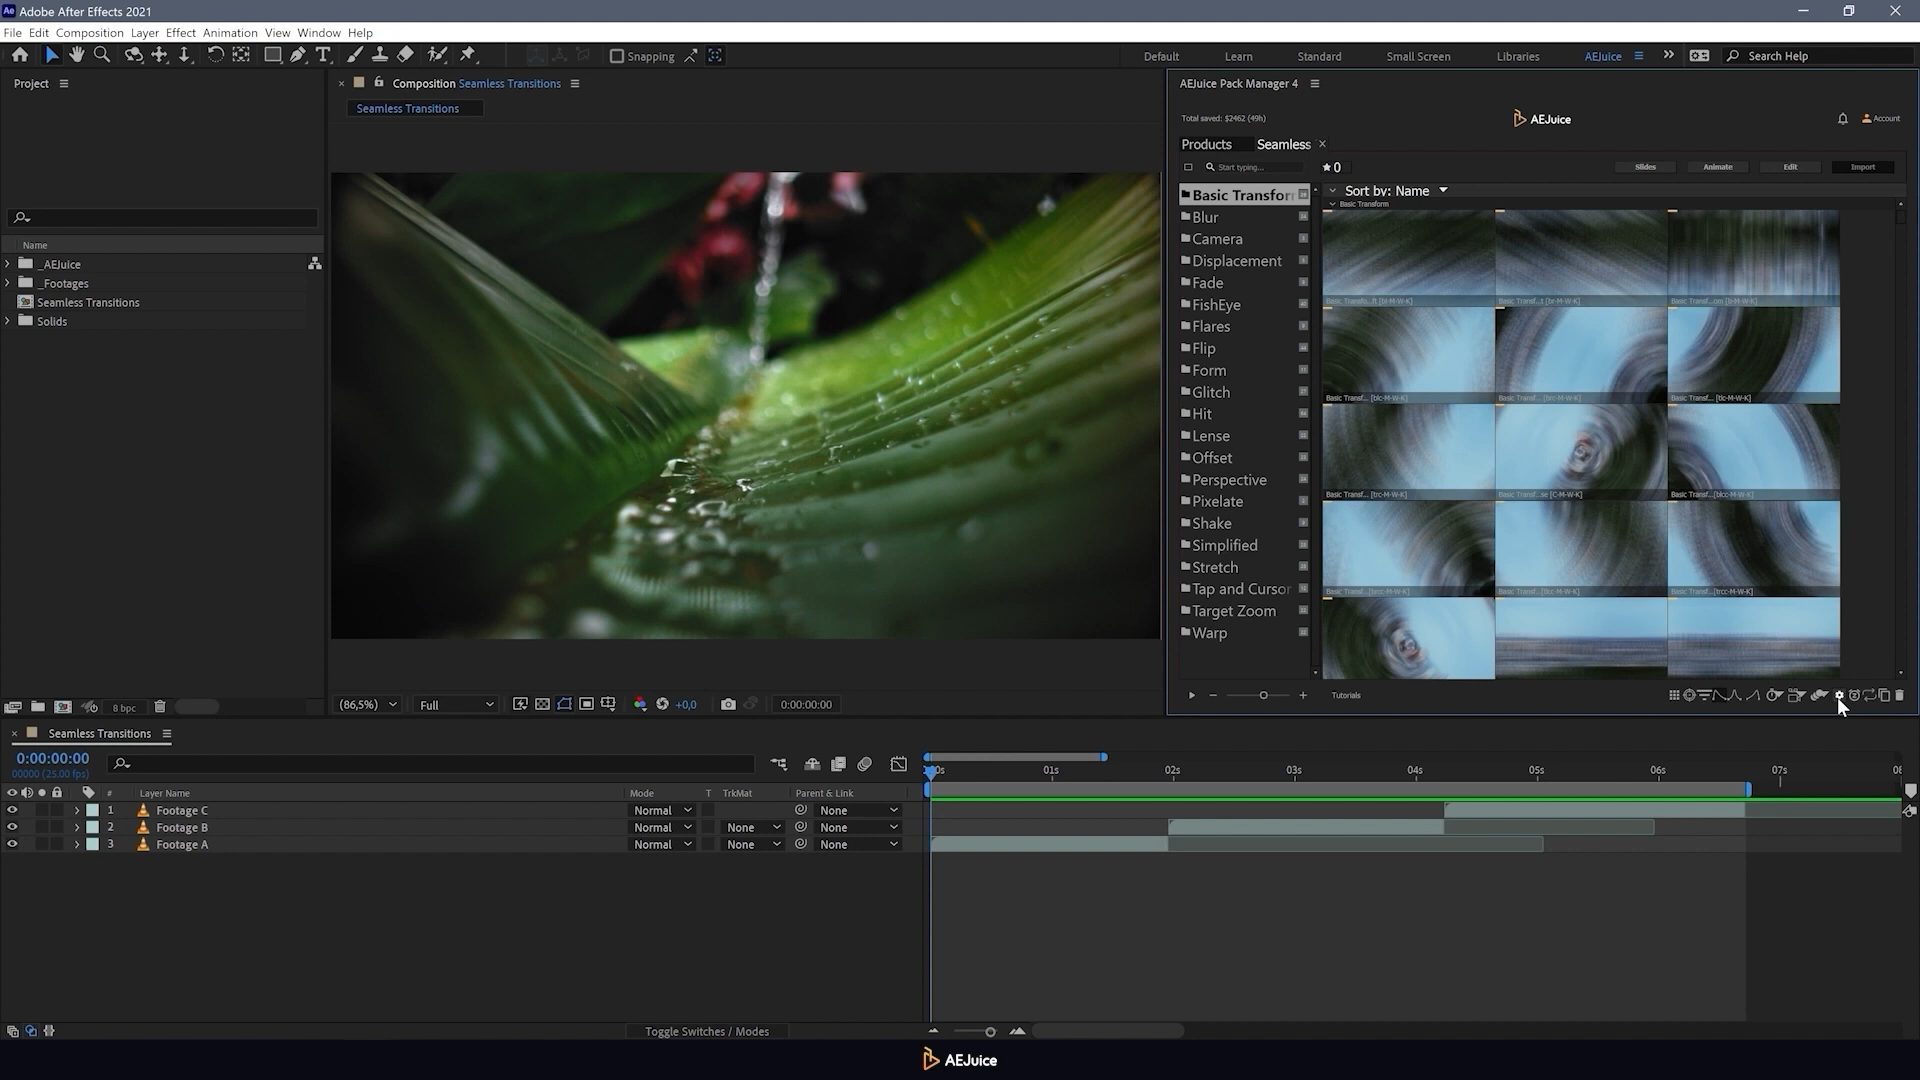 Ae Adobe After Effects 2021
File Edit Composition Layer Effect Animation View Window Help
Snapping
Default Learn Standard Small Screen Libraries AEJuice Search Help
Project
Name
_AEJuice
_Footages
Seamless Transitions
Solids
8 bpc
Composition Seamless Transitions
Seamless Transitions
(86,5%) Full +0,0 0:00:00:00
AEJuice Pack Manager 4
Total saved: $2462 (49h)
AEJuice
Account
Products Seamless
Start typing...
0
Slides Animate Edit Import
Basic Transfor
Blur
Camera
Displacement
Fade
FishEye
Flares
Flip
Form
Glitch
Hit
Lense
Offset
Perspective
Pixelate
Shake
Simplified
Stretch
Tap and Cursor
Target Zoom
Warp
Sort by: Name
Basic Transform
Basic Transfo...ft [bl-M-W-K] Basic Transf...t [br-M-W-K] Basic Transf...om [b-M-W-K]
Basic Transf... [blc-M-W-K] Basic Transf... [brc-M-W-K] Basic Transf... [tlc-M-W-K]
Basic Transf... [trc-M-W-K] Basic Transf...se [C-M-W-K] Basic Transf...[blcc-M-W-K]
Basic Transf...[brcc-M-W-K] Basic Transf...[tlcc-M-W-K] Basic Transf...[trcc-M-W-K]
Tutorials
Seamless Transitions
0:00:00:00
00000 (25.00 fps)
# Layer Name Mode T TrkMat Parent & Link
1 Footage C Normal None
2 Footage B Normal None None
3 Footage A Normal None None
01s 02s 03s 04s 05s 06s 07s
Toggle Switches / Modes
AEJuice